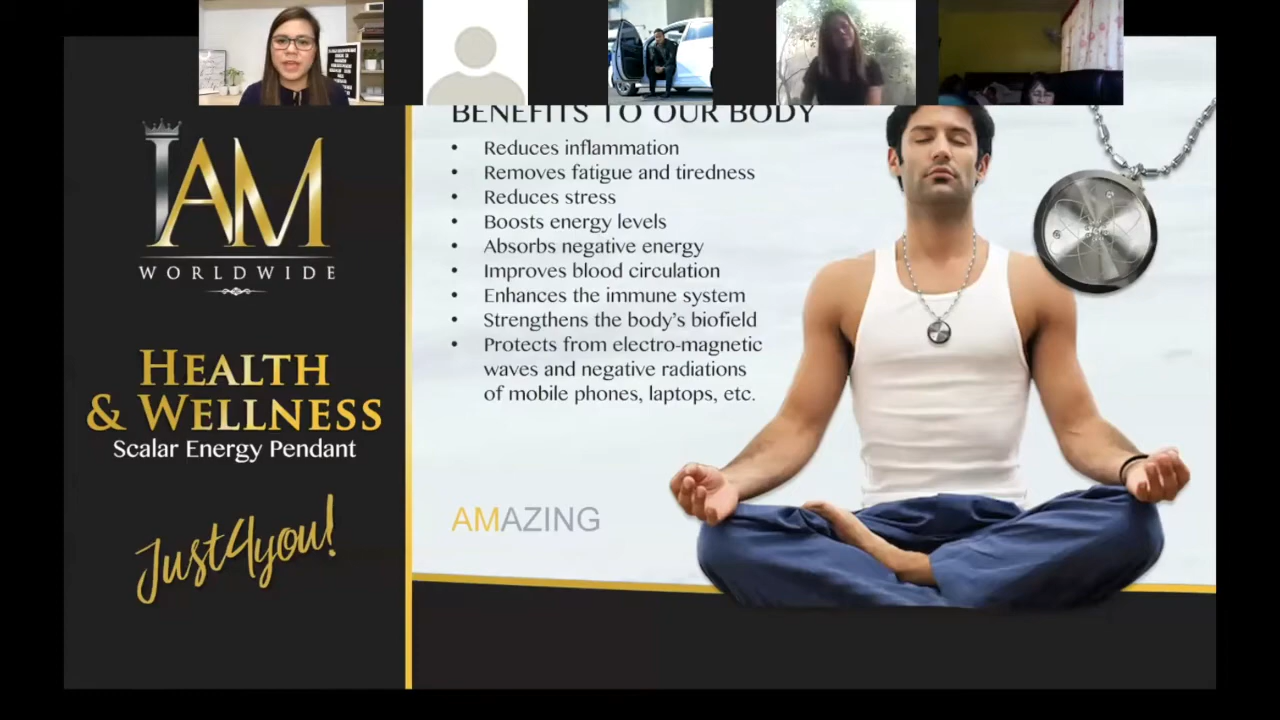 IAM
WORLDWIDE
HEALTH
& WELLNESS
Scalar Energy Pendant
Just4you!
BENEFITS TO OUR BODY
• Reduces inflammation
• Removes fatigue and tiredness
• Reduces stress
• Boosts energy levels
• Absorbs negative energy
• Improves blood circulation
• Enhances the immune system
• Strengthens the body's biofield
• Protects from electro-magnetic
waves and negative radiations
of mobile phones, laptops, etc.
AMAZING